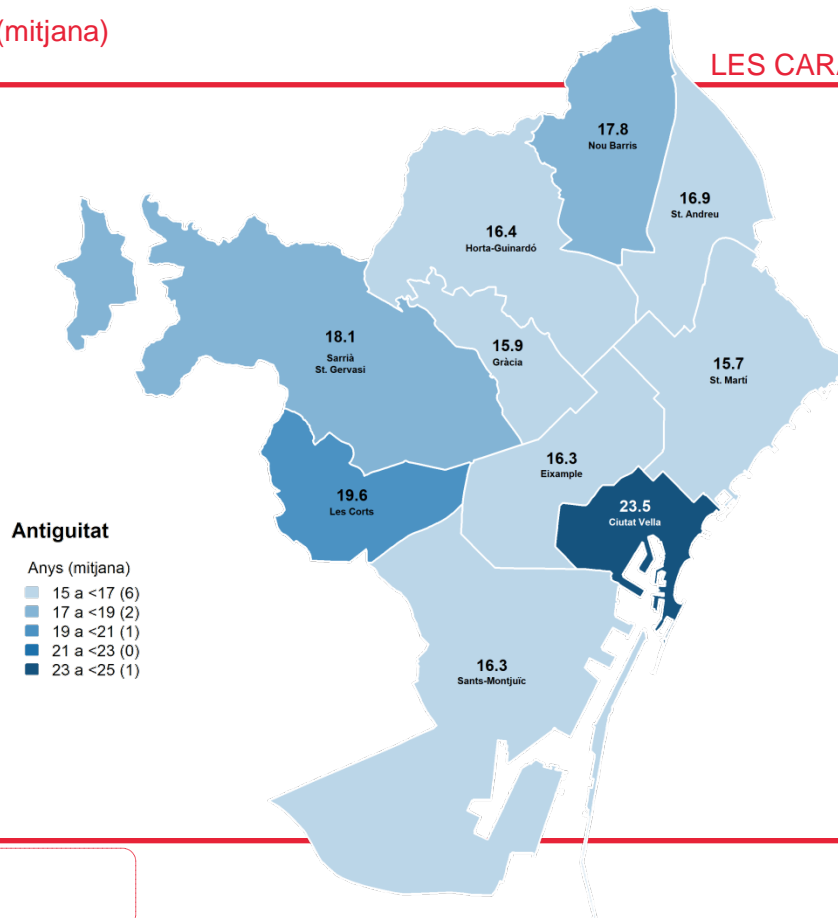 (mitjana)
LES CARA
17.8
Nou Barris
16.9
St. Andreu
16.4
Horta-Guinardó
18.1
Sarrià
St. Gervasi
15.9
Gràcia
15.7
St. Martí
16.3
Eixample
19.6
Les Corts
23.5
Ciutat Vella
Antiguitat
Anys (mitjana)
15 a <17 (6)
17 a <19 (2)
19 a <21 (1)
21 a <23 (0)
23 a <25 (1)
16.3
Sants-Montjuïc